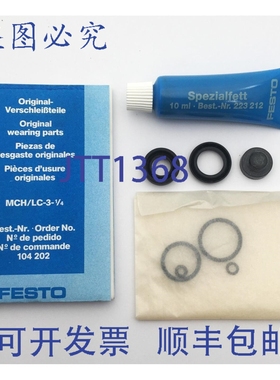 盗图必究
Original-
Verschleißteile
Original
wearing parts
Piezas de
desgaste originales
Pièces d'usure
originales
MCH/LC-3-¼
Best.-Nr. · Order No.
Nº de pedido
Nº de commande
104 202
FESTO
Spezialfett
10 ml - Best.-Nr. 223 212
FESTO
JTT1368
可开发票 顺丰包邮